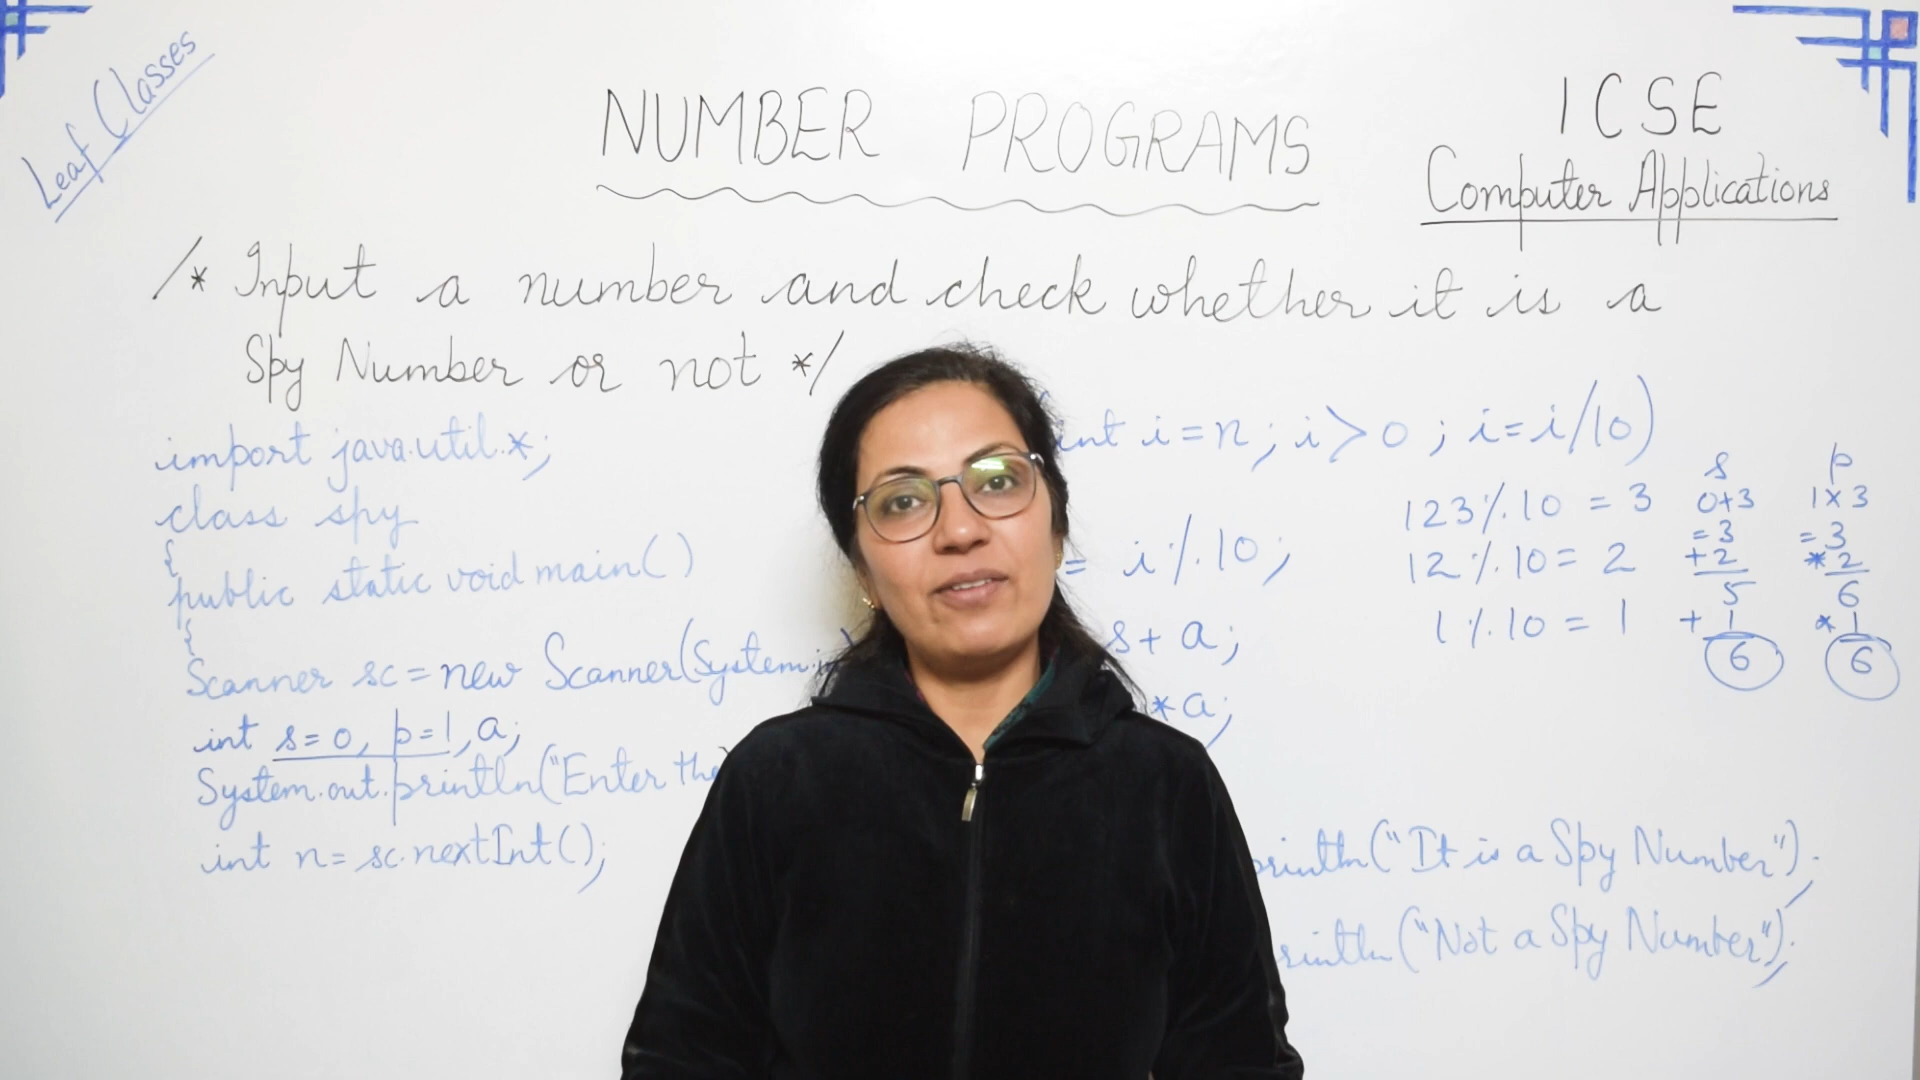 Leaf Classes
NUMBER PROGRAMS
ICSE
Computer Applications
/* Input a number and check whether it is a
Spy Number or not */
import java.util.*;
class spy
{
public static void main()
{
Scanner sc = new Scanner(System.in
int s=0, p=1, a;
System.out.println("Enter the
int n= sc.nextInt();
int i=n; i>0; i=i/10)
= i%10;
s+a;
*a;
println("It is a Spy Number");
println("Not a Spy Number");
s p
123%10 = 3 0+3 1x3
=3 =3
12%10 = 2 +2 *2
5 6
1%10 = 1 +1 *1
6 6